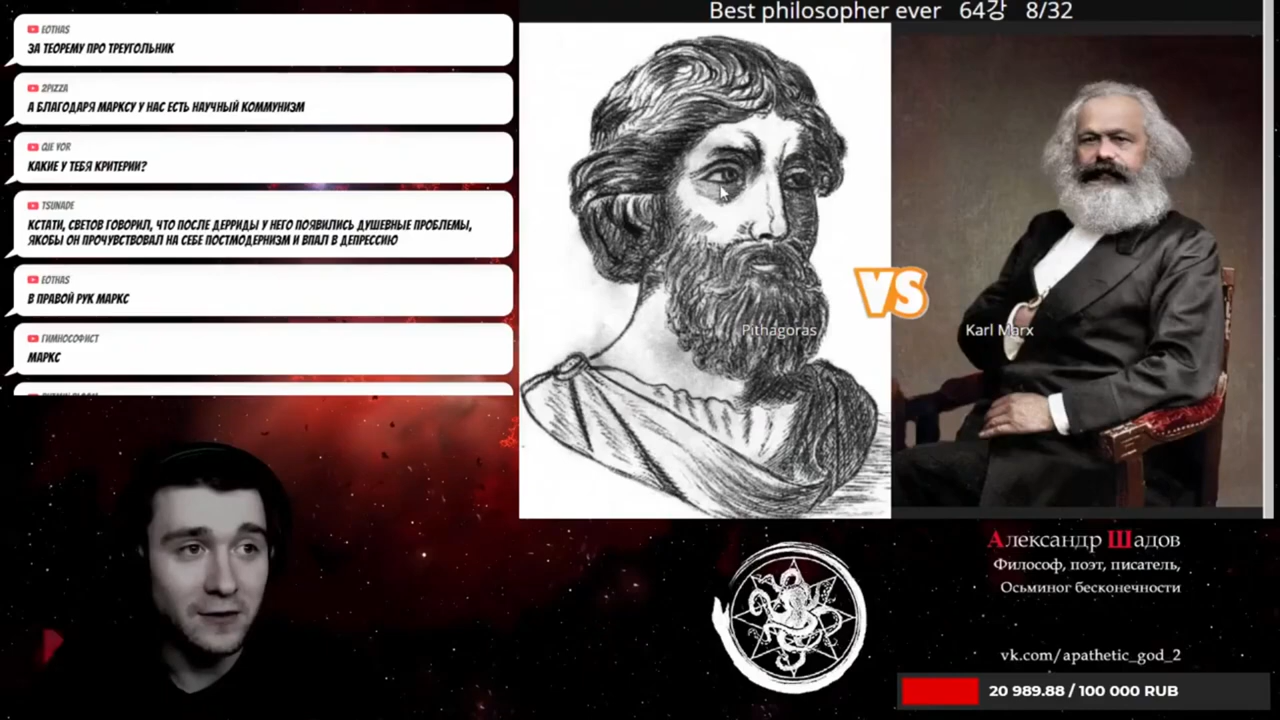 Best philosopher ever 64강 8/32
EOTHAS
ЗА ТЕОРЕМУ ПРО ТРЕУГОЛЬНИК
2PIZZA
А БЛАГОДАРЯ МАРКСУ У НАС ЕСТЬ НАУЧНЫЙ КОММУНИЗМ
QIE YOR
КАКИЕ У ТЕБЯ КРИТЕРИИ?
TSUNADE
КСТАТИ, СВЕТОВ ГОВОРИЛ, ЧТО ПОСЛЕ ДЕРРИДЫ У НЕГО ПОЯВИЛИСЬ ДУШЕВНЫЕ ПРОБЛЕМЫ,
ЯКОБЫ ОН ПРОЧУВСТВОВАЛ НА СЕБЕ ПОСТМОДЕРНИЗМ И ВПАЛ В ДЕПРЕССИЮ
EOTHAS
В ПРАВОЙ РУК МАРКС
ГИМНОСОФИСТ
МАРКС
VS
Pithagoras
Karl Marx
Александр Шадов
Философ, поэт, писатель,
Осьминог бесконечности
vk.com/apathetic_god_2
20 989.88 / 100 000 RUB